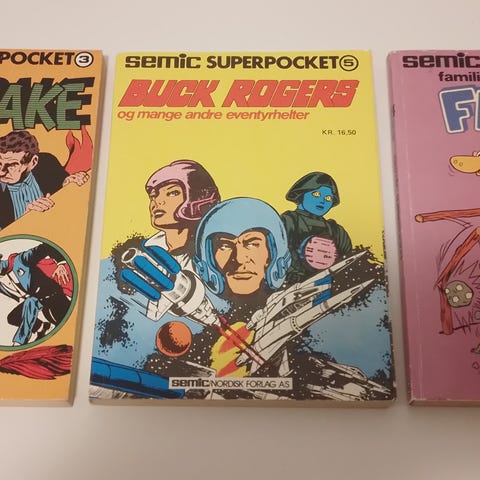 POCKET 3
AKE
semic SUPERPOCKET 5
BUCK ROGERS
og mange andre eventyrhelter
KR. 16,50
semic/NORDISK FORLAG A.S
semic
famili
F